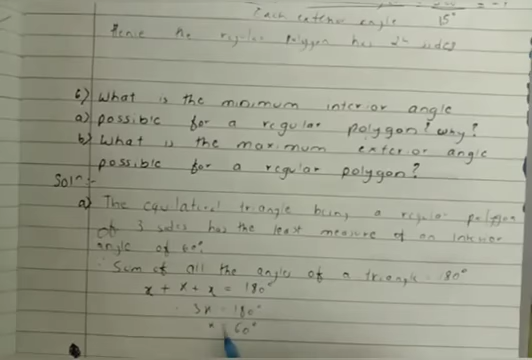 Each exterior angle 15°
Hence the regular polygon has 24 sides
6) What is the minimum interior angle
a) possible for a regular polygon? why?
b) What is the maximum exterior angle
possible for a regular polygon?
Soln:-
a) The equilateral triangle being a regular polygon
of 3 sides has the least measure of an interior
angle of 60°.
Sum of all the angles of a triangle = 180°
x + x + x = 180°
3x = 180°
x = 60°